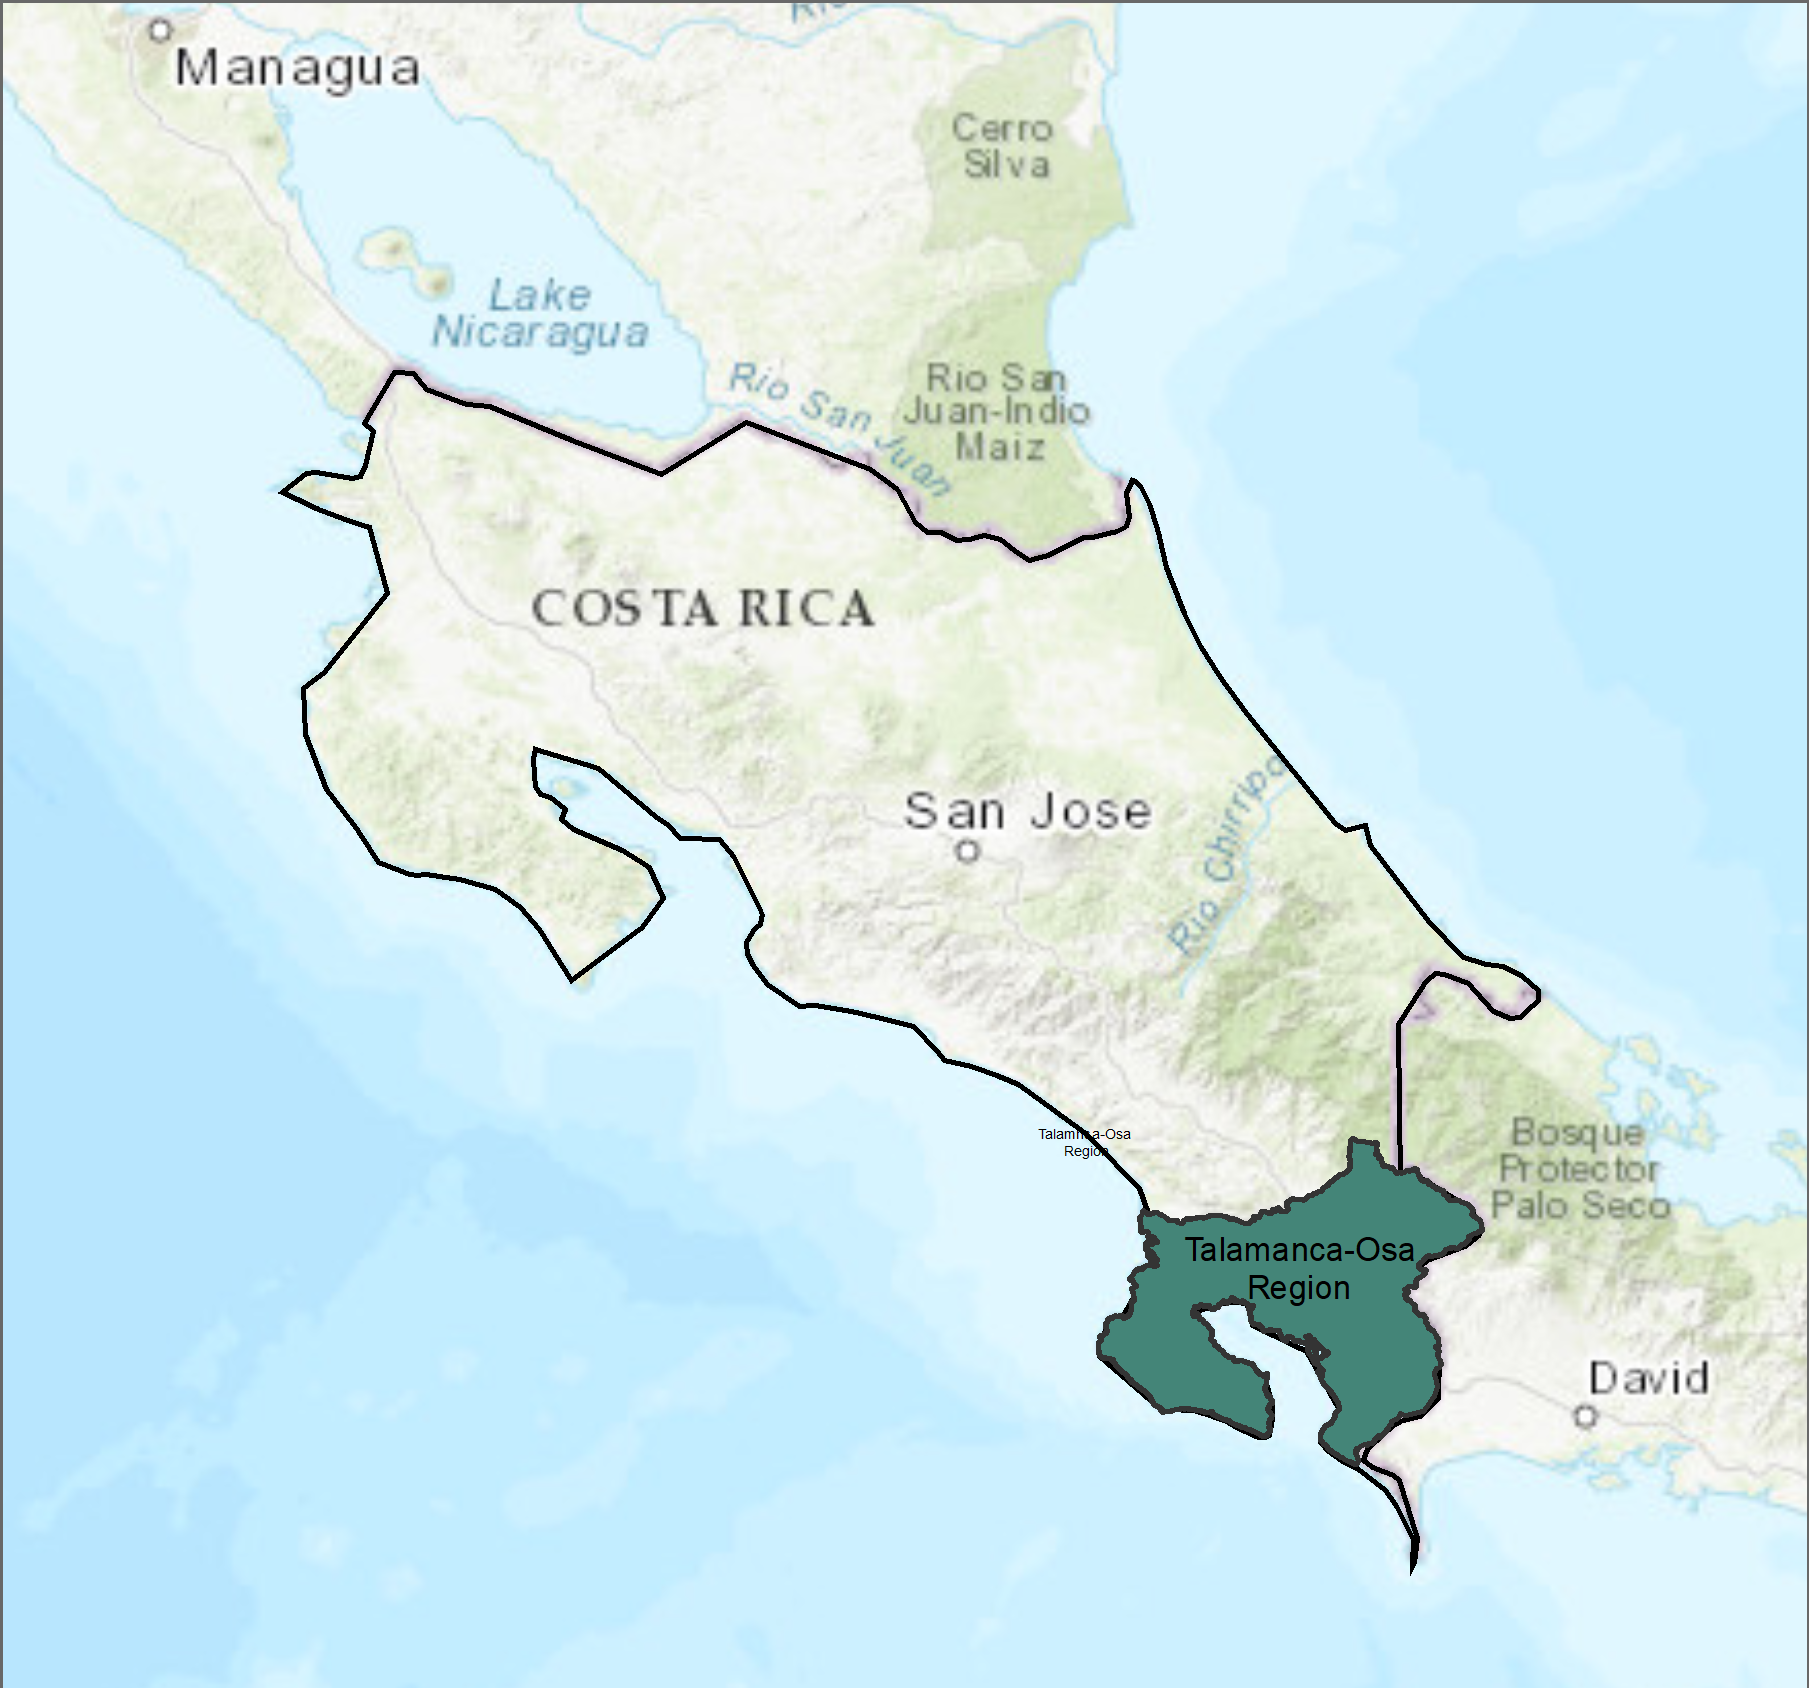 Managua
Cerro
Silva
Lake
Nicaragua
Rio San Juan
Rio San
Juan-Indio
Maiz
COSTA RICA
San Jose
Rio Chirripo
Talamnca-Osa
Region
Bosque
Protector
Palo Seco
Talamanca-Osa
Region
David